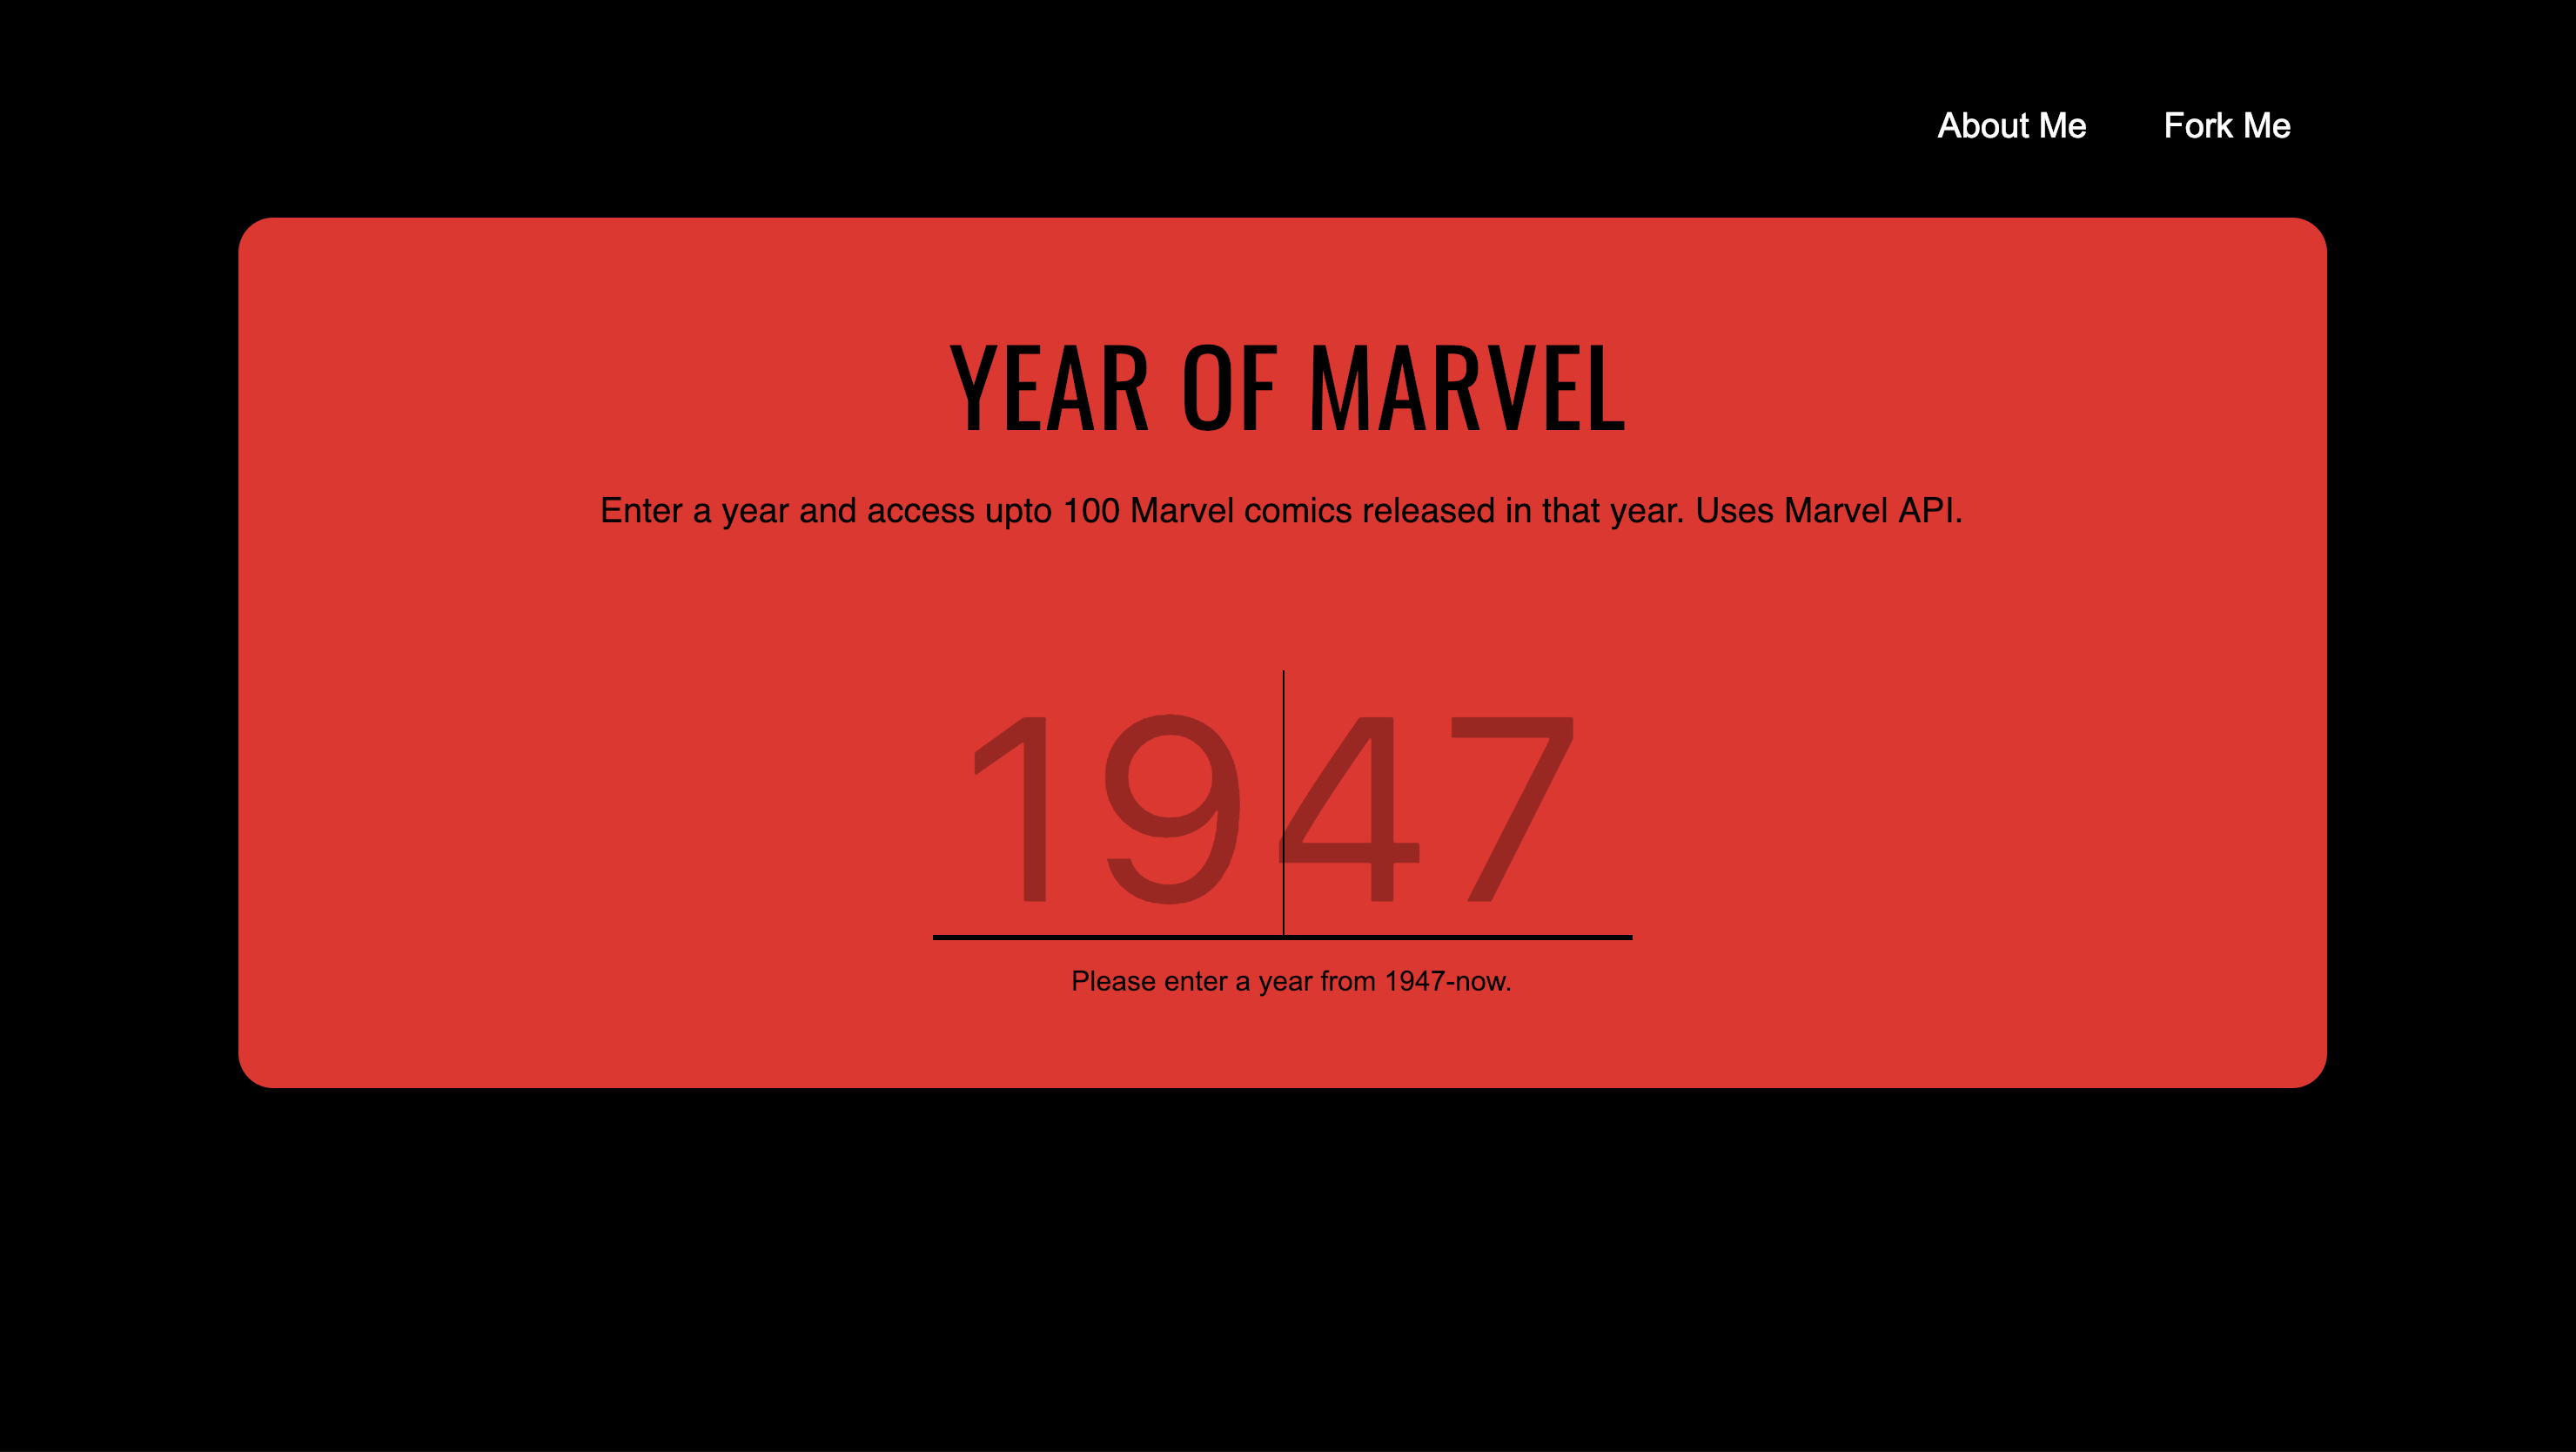 About Me Fork Me
YEAR OF MARVEL
Enter a year and access upto 100 Marvel comics released in that year. Uses Marvel API.
1947
Please enter a year from 1947-now.